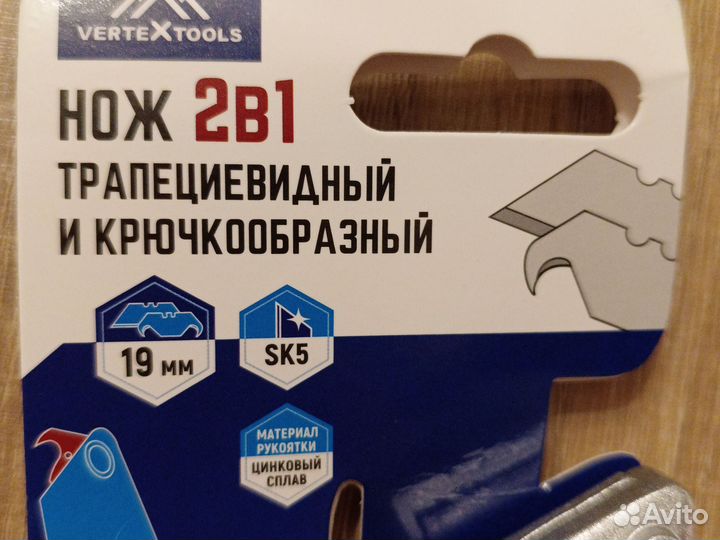 VERTEXTOOLS
НОЖ 2В1
ТРАПЕЦИЕВИДНЫЙ
И КРЮЧКООБРАЗНЫЙ
19 мм
SK5
МАТЕРИАЛ
РУКОЯТКИ
ЦИНКОВЫЙ
СПЛАВ
Avito